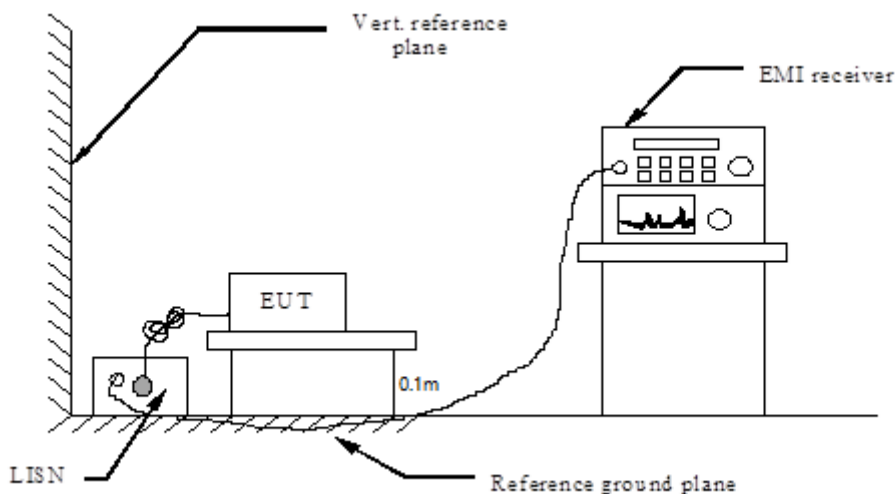 Vert. reference
plane
EMI receiver
EUT
0.1m
LISN
Reference ground plane